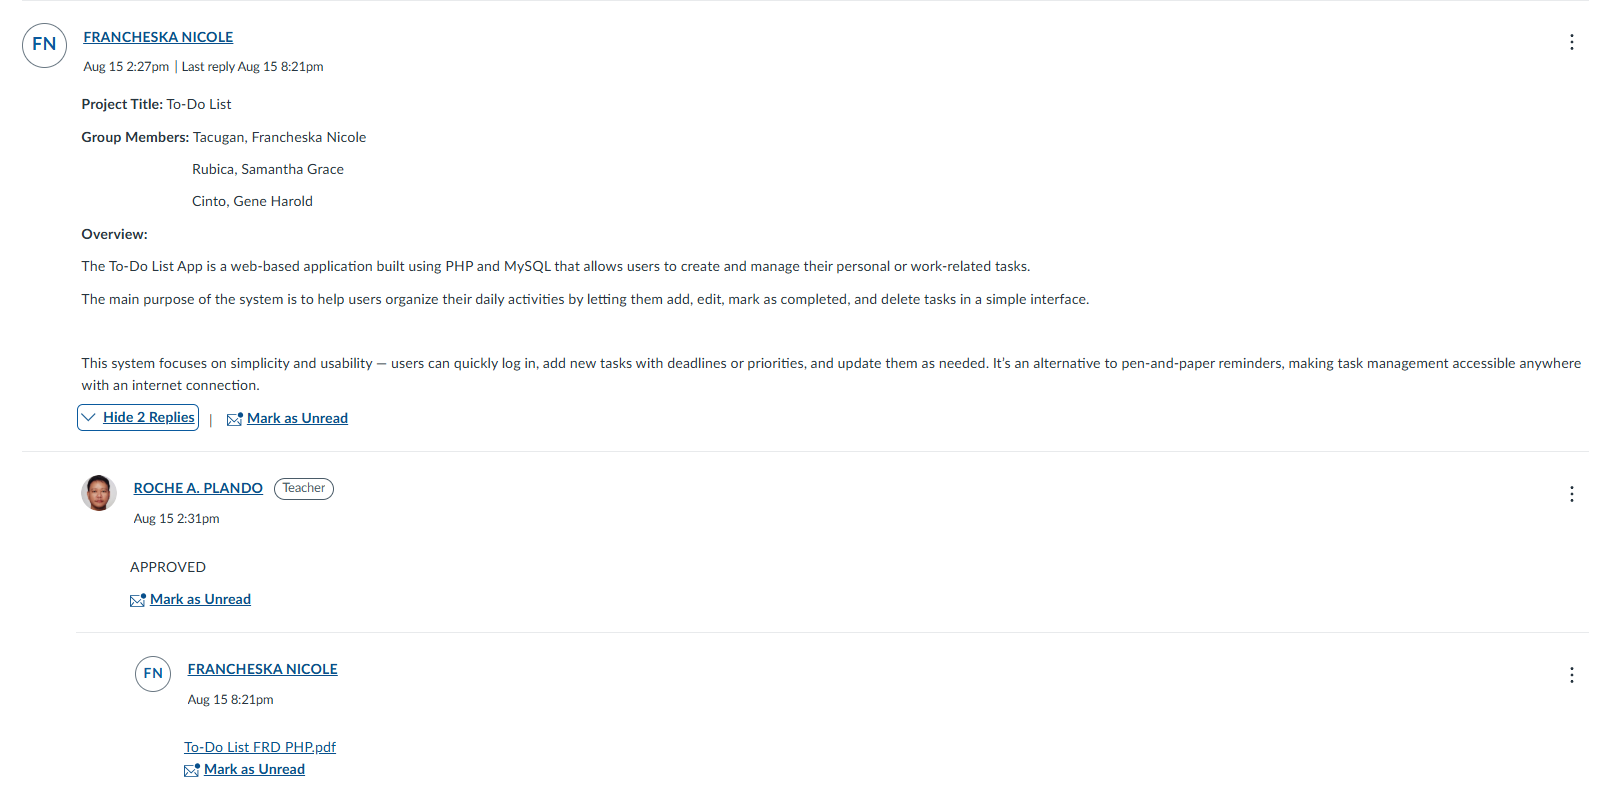 FN
FRANCHESKA NICOLE
Aug 15 2:27pm | Last reply Aug 15 8:21pm
Project Title: To-Do List
Group Members: Tacugan, Francheska Nicole
Rubica, Samantha Grace
Cinto, Gene Harold
Overview:
The To-Do List App is a web-based application built using PHP and MySQL that allows users to create and manage their personal or work-related tasks.
The main purpose of the system is to help users organize their daily activities by letting them add, edit, mark as completed, and delete tasks in a simple interface.
This system focuses on simplicity and usability — users can quickly log in, add new tasks with deadlines or priorities, and update them as needed. It’s an alternative to pen-and-paper reminders, making task management accessible anywhere
with an internet connection.
Hide 2 Replies | Mark as Unread
ROCHE A. PLANDO Teacher
Aug 15 2:31pm
APPROVED
Mark as Unread
FN
FRANCHESKA NICOLE
Aug 15 8:21pm
To-Do List FRD PHP.pdf
Mark as Unread